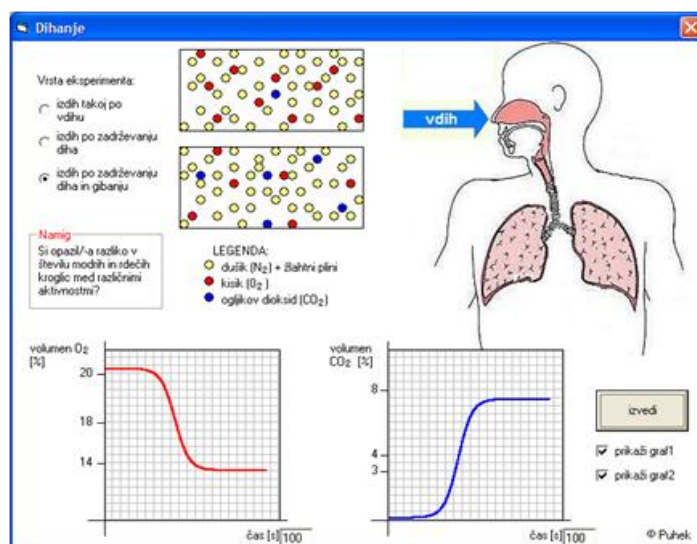 Dihanje
Vrsta eksperimenta:
izdih takoj po
vdihu
izdih po zadrževanju
diha
izdih po zadrževanju
diha in gibanju
Namig
Si opazil/-a razliko v
številu modrih in rdečih
kroglic med različnimi
aktivnostmi?
LEGENDA:
dušik (N₂) + žlahtni plini
kisik (O₂)
ogljikov dioksid (CO₂)
vdih
volumen O₂
[%]
20
18
14
čas [s]
100
volumen
CO₂ [%]
8
4
3
čas [s]
100
izvedi
prikaži graf1
prikaži graf2
© Puhek